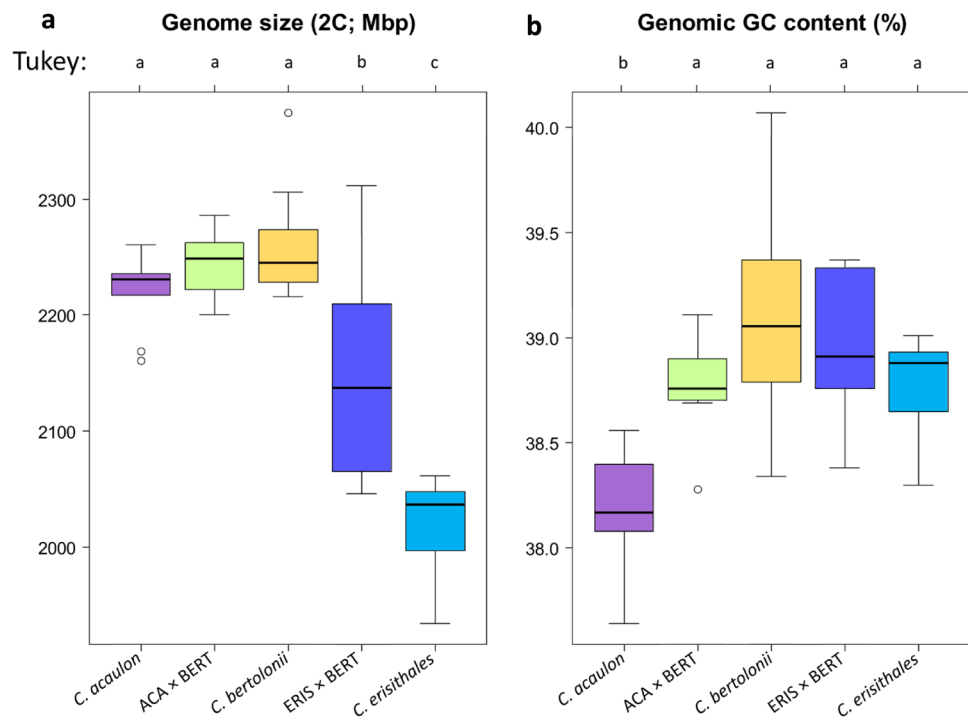 a Genome size (2C; Mbp)
b Genomic GC content (%)
Tukey: a a a b c
b a a a a
2300
2200
2100
2000
40.0
39.5
39.0
38.5
38.0
C. acaulon
ACA × BERT
C. bertolonii
ERIS × BERT
C. erisithales
C. acaulon
ACA × BERT
C. bertolonii
ERIS × BERT
C. erisithales